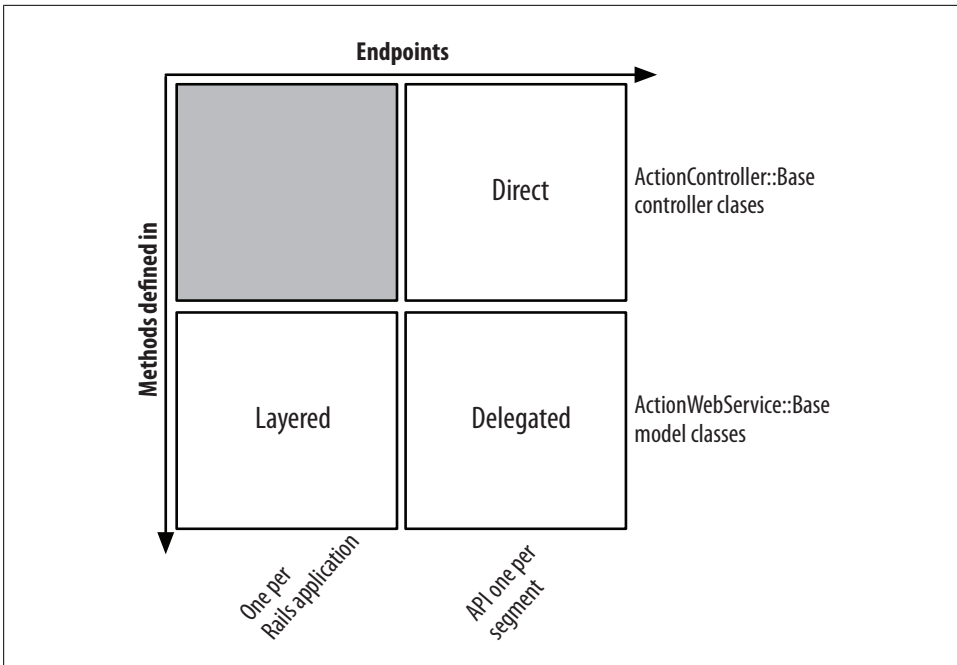 Endpoints
Methods defined in
Direct
ActionController::Base
controller clases
Layered
Delegated
ActionWebService::Base
model classes
One per
Rails application
API one per
segment